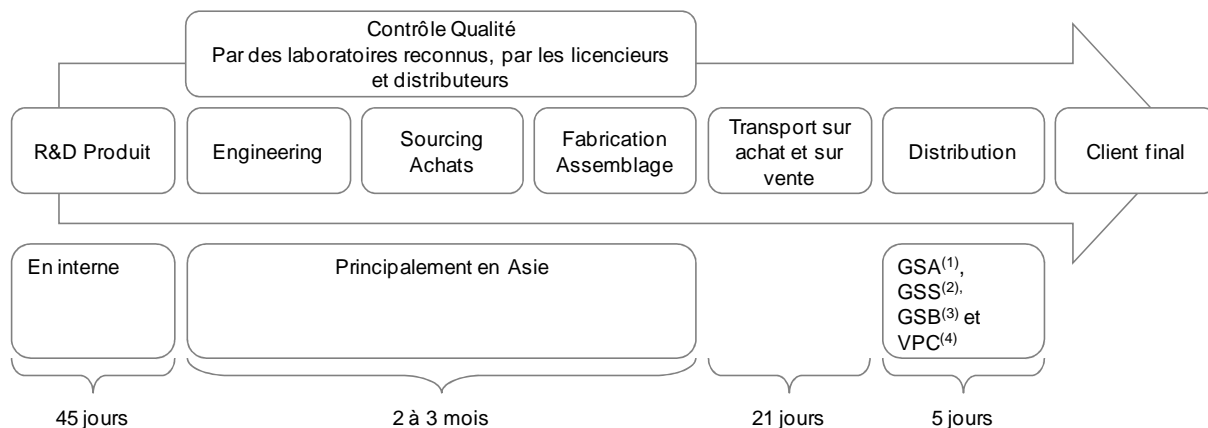 Contrôle Qualité
Par des laboratoires reconnus, par les licencieurs
et distributeurs
R&D Produit
Engineering
Sourcing
Achats
Fabrication
Assemblage
Transport sur
achat et sur
vente
Distribution
Client final
En interne
Principalement en Asie
GSA(1),
GSS(2),
GSB(3) et
VPC(4)
45 jours
2 à 3 mois
21 jours
5 jours